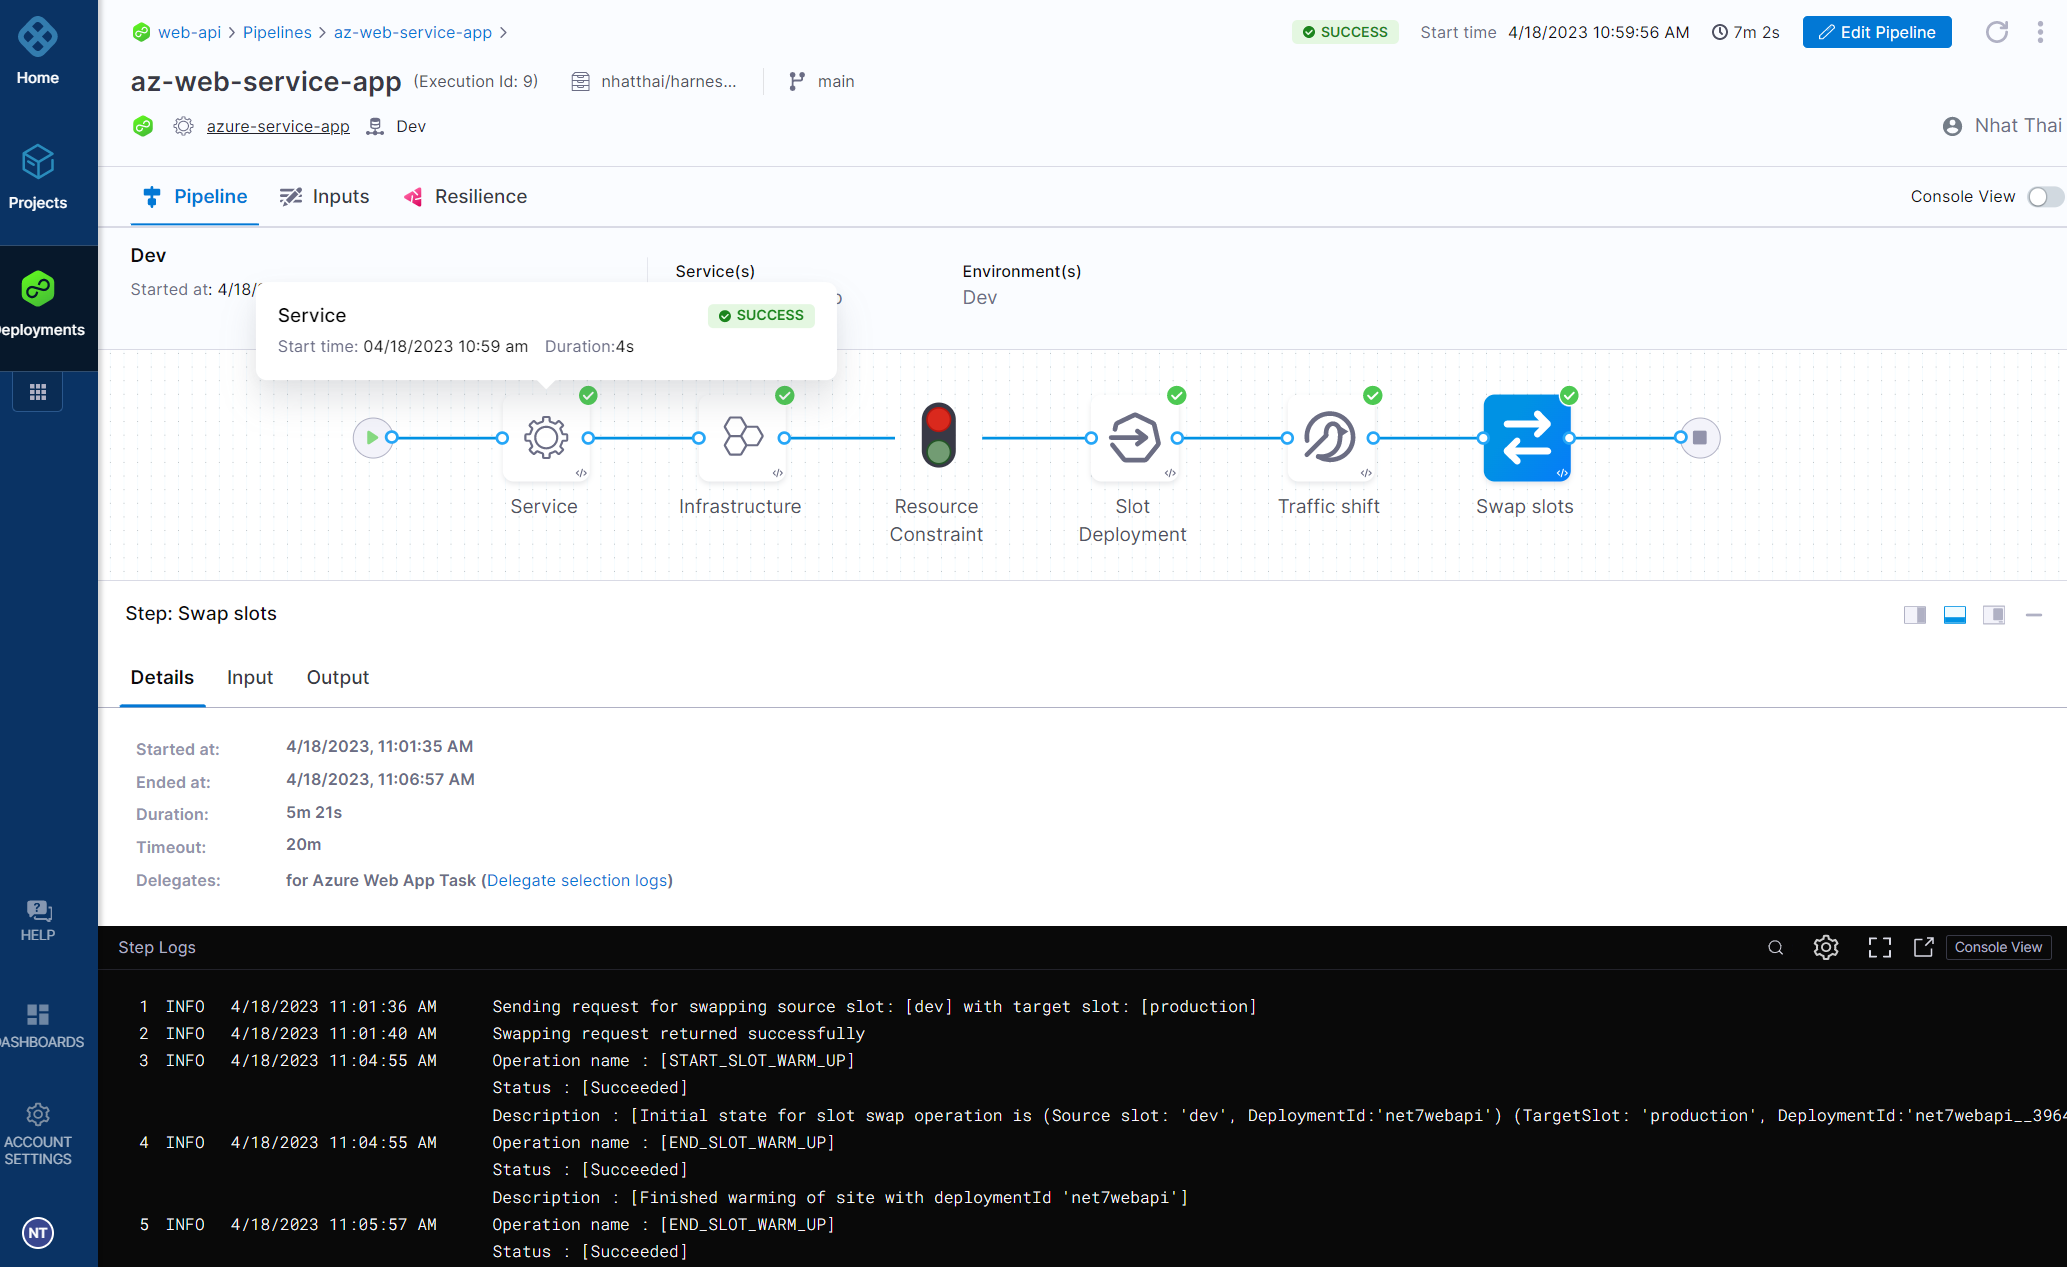 Home
Projects
eployments
HELP
ASHBOARDS
ACCOUNT
SETTINGS
NT
web-api > Pipelines > az-web-service-app >
SUCCESS Start time 4/18/2023 10:59:56 AM 7m 2s Edit Pipeline
az-web-service-app (Execution Id: 9) nhatthai/harnes... main
azure-service-app Dev
Nhat Thai
Pipeline Inputs Resilience
Console View
Dev
Started at: 4/18/
Service(s)
Environment(s)
Dev
Service SUCCESS
Start time: 04/18/2023 10:59 am Duration:4s
Service
Infrastructure
Resource
Constraint
Slot
Deployment
Traffic shift
Swap slots
Step: Swap slots
Details Input Output
Started at: 4/18/2023, 11:01:35 AM
Ended at: 4/18/2023, 11:06:57 AM
Duration: 5m 21s
Timeout: 20m
Delegates: for Azure Web App Task (Delegate selection logs)
Step Logs
Console View
1 INFO 4/18/2023 11:01:36 AM Sending request for swapping source slot: [dev] with target slot: [production]
2 INFO 4/18/2023 11:01:40 AM Swapping request returned successfully
3 INFO 4/18/2023 11:04:55 AM Operation name : [START_SLOT_WARM_UP]
Status : [Succeeded]
Description : [Initial state for slot swap operation is (Source slot: 'dev', DeploymentId:'net7webapi') (TargetSlot: 'production', DeploymentId:'net7webapi__3964
4 INFO 4/18/2023 11:04:55 AM Operation name : [END_SLOT_WARM_UP]
Status : [Succeeded]
Description : [Finished warming of site with deploymentId 'net7webapi']
5 INFO 4/18/2023 11:05:57 AM Operation name : [END_SLOT_WARM_UP]
Status : [Succeeded]